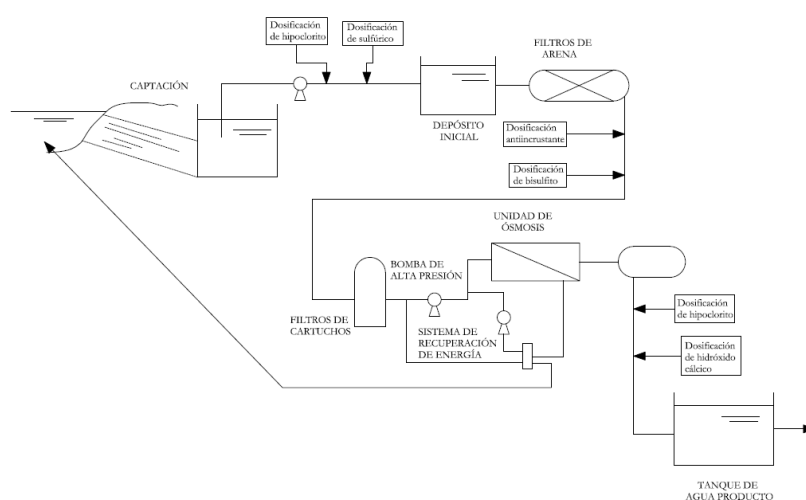 Dosificación
de hipoclorito
Dosificación
de sulfúrico
FILTROS DE
ARENA
CAPTACIÓN
DEPÓSITO
INICIAL
Dosificación
antiincrustante
Dosificación
de bisulfito
UNIDAD DE
ÓSMOSIS
BOMBA DE
ALTA PRESIÓN
FILTROS DE
CARTUCHOS
SISTEMA DE
RECUPERACIÓN
DE ENERGÍA
Dosificación
de hipoclorito
Dosificación
de hidróxido
cálcico
TANQUE DE
AGUA PRODUCTO